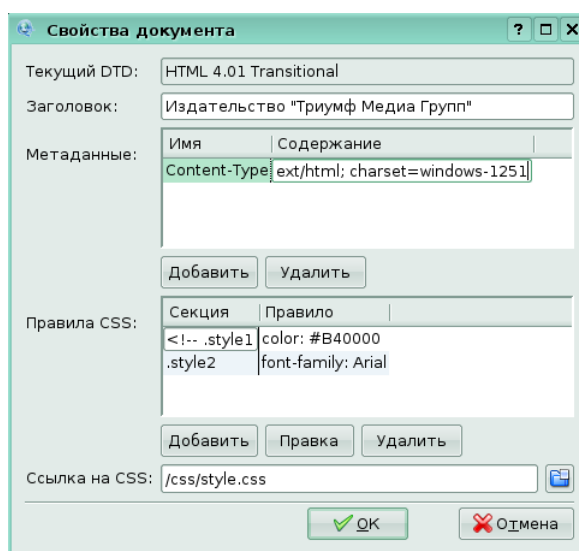 Свойства документа ?
Текущий DTD: HTML 4.01 Transitional
Заголовок: Издательство "Триумф Медиа Групп"
Метаданные:
Имя Содержание
Content-Type ext/html; charset=windows-1251
Добавить Удалить
Правила CSS:
Секция Правило
<!-- .style1 color: #B40000
.style2 font-family: Arial
Добавить Правка Удалить
Ссылка на CSS: /css/style.css
OK Отмена